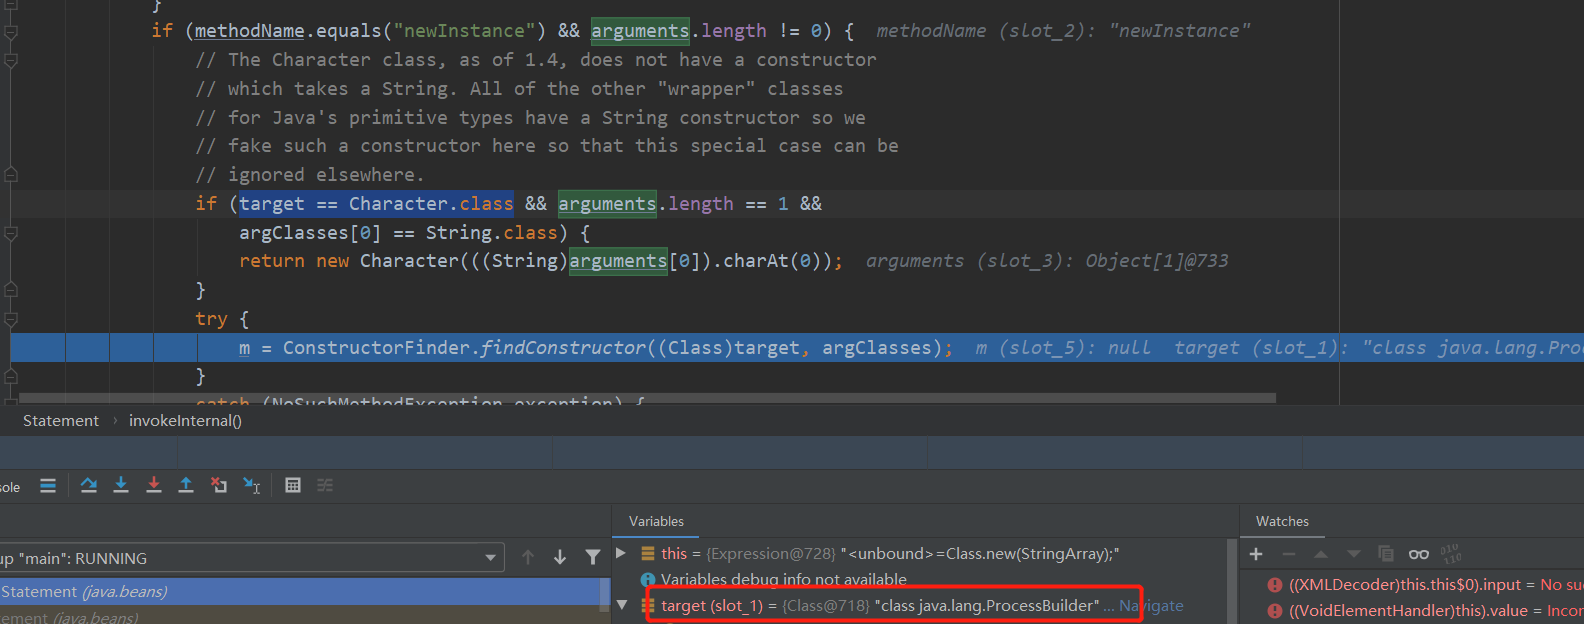 }
if (methodName.equals("newInstance") && arguments.length != 0) { methodName (slot_2): "newInstance"
// The Character class, as of 1.4, does not have a constructor
// which takes a String. All of the other "wrapper" classes
// for Java's primitive types have a String constructor so we
// fake such a constructor here so that this special case can be
// ignored elsewhere.
if (target == Character.class && arguments.length == 1 &&
argClasses[0] == String.class) {
return new Character(((String)arguments[0]).charAt(0)); arguments (slot_3): Object[1]@733
}
try {
m = ConstructorFinder.findConstructor((Class)target, argClasses); m (slot_5): null target (slot_1): "class java.lang.Proc
}
catch (NoSuchMethodException exception) {
Statement › invokeInternal()
sole
Variables
Watches
up "main": RUNNING
this = {Expression@728} "<unbound>=Class.new(StringArray);"
Variables debug info not available
((XMLDecoder)this.this$0).input = No su
Statement (java.beans)
target (slot_1) = {Class@718} "class java.lang.ProcessBuilder" ... Navigate
((VoidElementHandler)this).value = Incor
ement (java.beans)